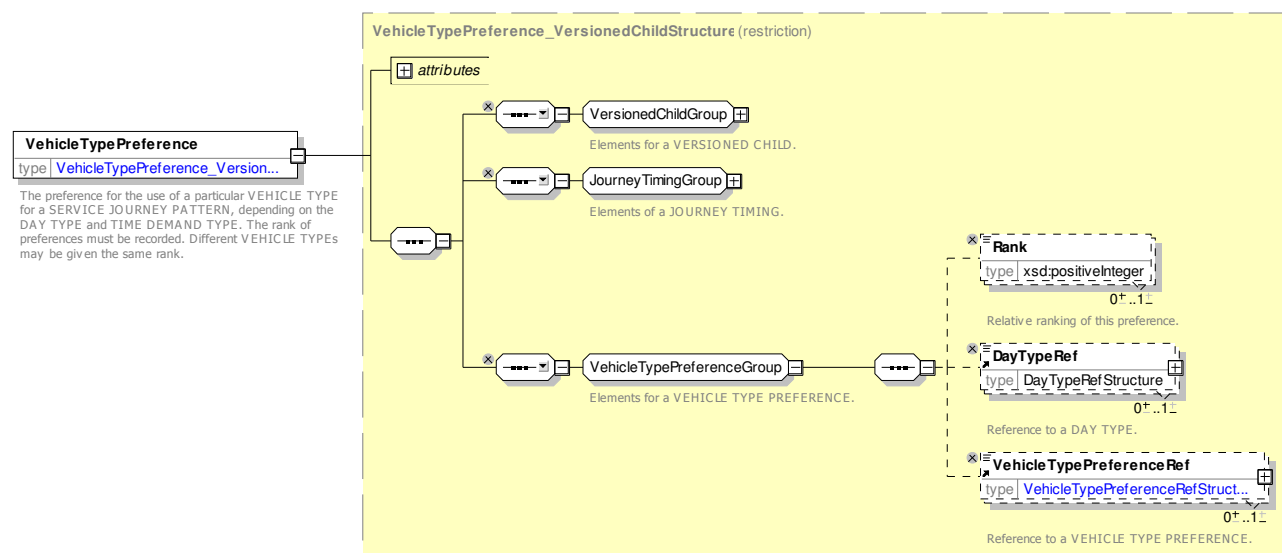 VehicleTypePreference_VersionedChildStructure (restriction)
attributes
VersionedChildGroup
Elements for a VERSIONED CHILD.
VehicleTypePreference
type VehicleTypePreference_Version...
The preference for the use of a particular VEHICLE TYPE
for a SERVICE JOURNEY PATTERN, depending on the
DAY TYPE and TIME DEMAND TYPE. The rank of
preferences must be recorded. Different VEHICLE TYPEs
may be given the same rank.
JourneyTimingGroup
Elements of a JOURNEY TIMING.
Rank
type xsd:positiveInteger
0..1
Relative ranking of this preference.
VehicleTypePreferenceGroup
Elements for a VEHICLE TYPE PREFERENCE.
DayTypeRef
type DayTypeRefStructure
0..1
Reference to a DAY TYPE.
VehicleTypePreferenceRef
type VehicleTypePreferenceRefStruct...
0..1
Reference to a VEHICLE TYPE PREFERENCE.